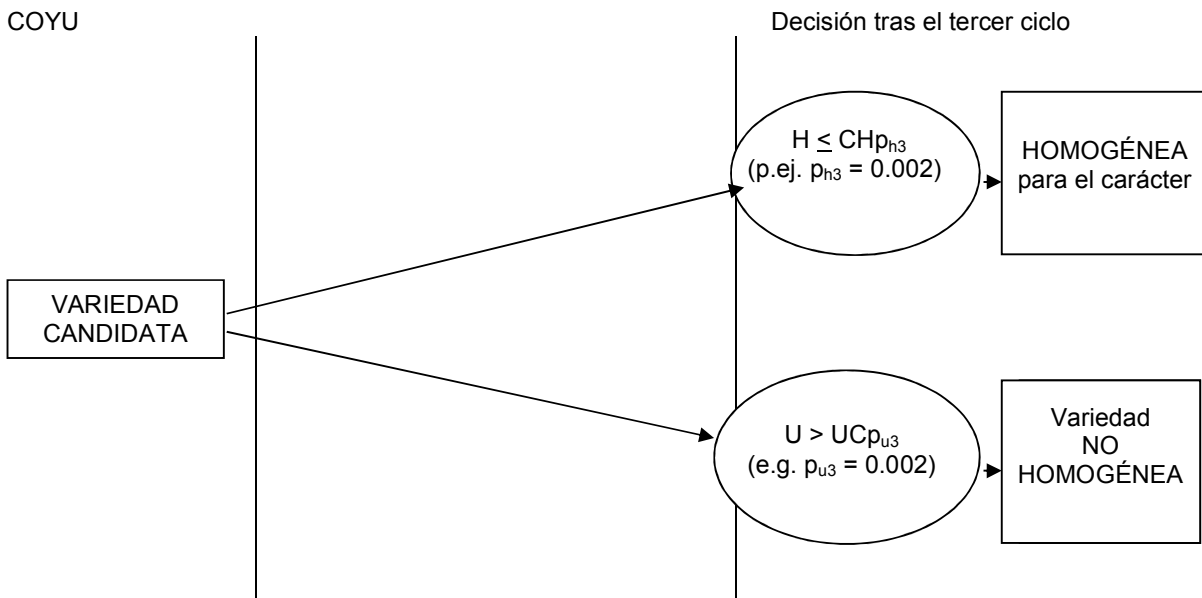 COYU
Decisión tras el tercer ciclo
H ≤ CHpₕ₃
(p.ej. pₕ₃ = 0.002)
HOMOGÉNEA
para el carácter
VARIEDAD
CANDIDATA
U > UCpᵤ₃
(e.g. pᵤ₃ = 0.002)
Variedad
NO
HOMOGÉNEA